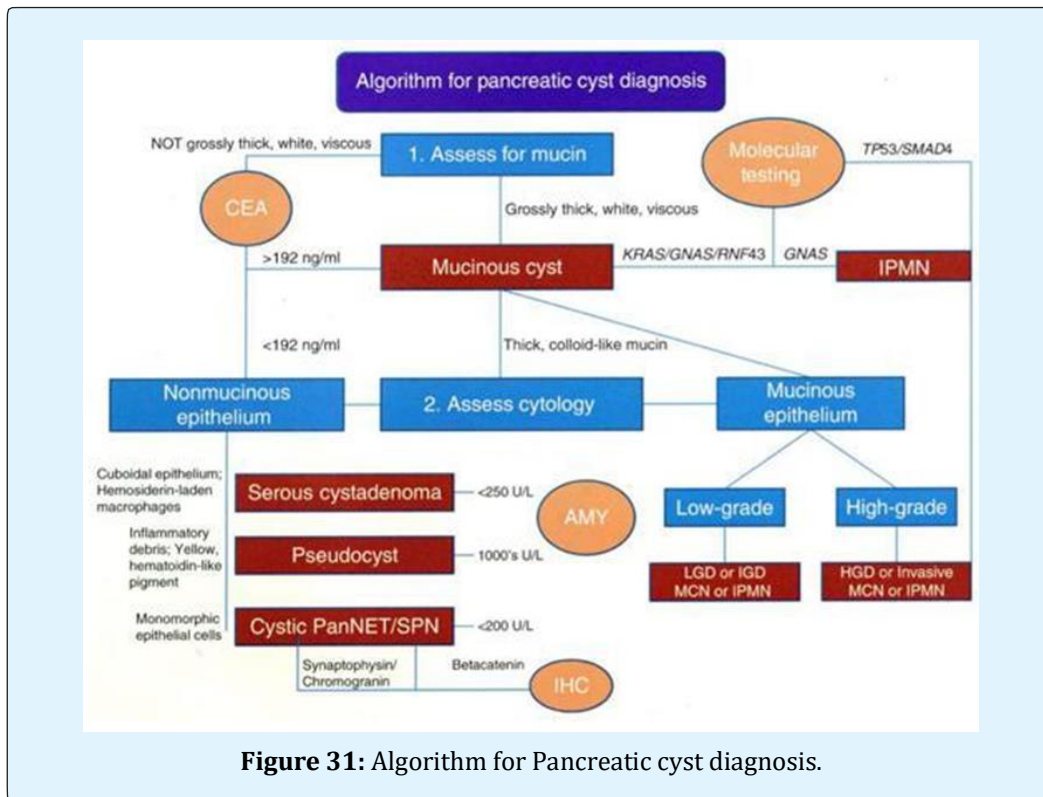 Algorithm for pancreatic cyst diagnosis
NOT grossly thick, white, viscous
1. Assess for mucin
Molecular
testing
TP53/SMAD4
CEA
Grossly thick, white, viscous
>192 ng/ml
Mucinous cyst
KRAS/GNAS/RNF43
GNAS
IPMN
<192 ng/ml
Thick, colloid-like mucin
Nonmucinous
epithelium
2. Assess cytology
Mucinous
epithelium
Cuboidal epithelium;
Hemosiderin-laden
macrophages
Serous cystadenoma
<250 U/L
AMY
Low-grade
High-grade
Inflammatory
debris; Yellow,
hematoidin-like
pigment
Pseudocyst
1000's U/L
LGD or IGD
MCN or IPMN
HGD or Invasive
MCN or IPMN
Monomorphic
epithelial cells
Cystic PanNET/SPN
<200 U/L
Synaptophysin/
Chromogranin
Betacatenin
IHC
Figure 31: Algorithm for Pancreatic cyst diagnosis.